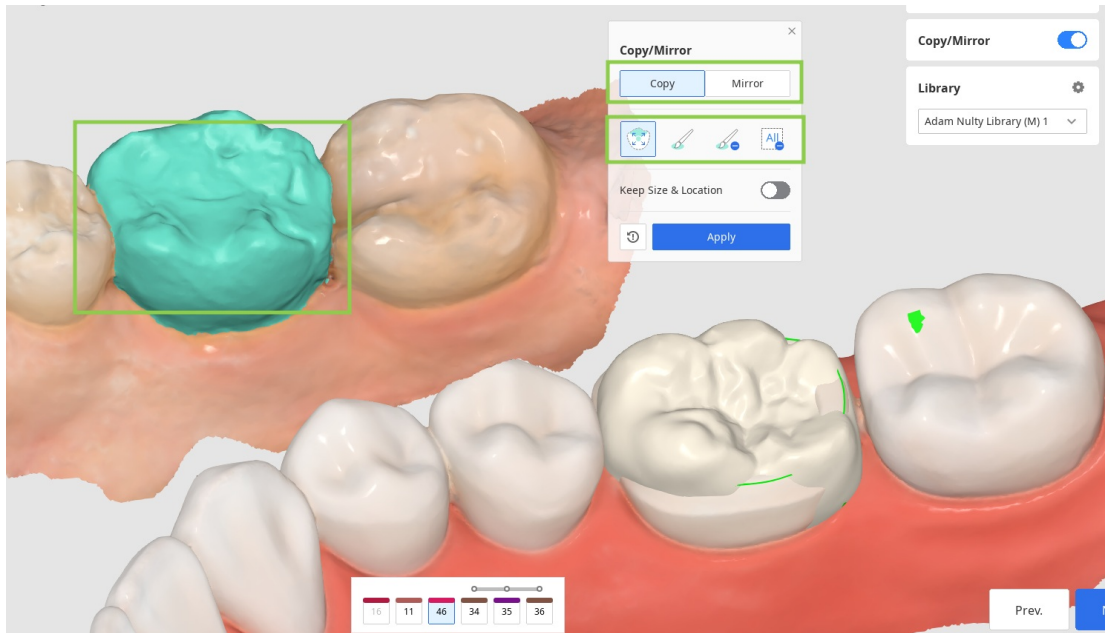 Copy/Mirror
Copy Mirror
All
Keep Size & Location
Apply
Copy/Mirror
Library
Adam Nulty Library (M) 1
16 11 46 34 35 36
Prev.